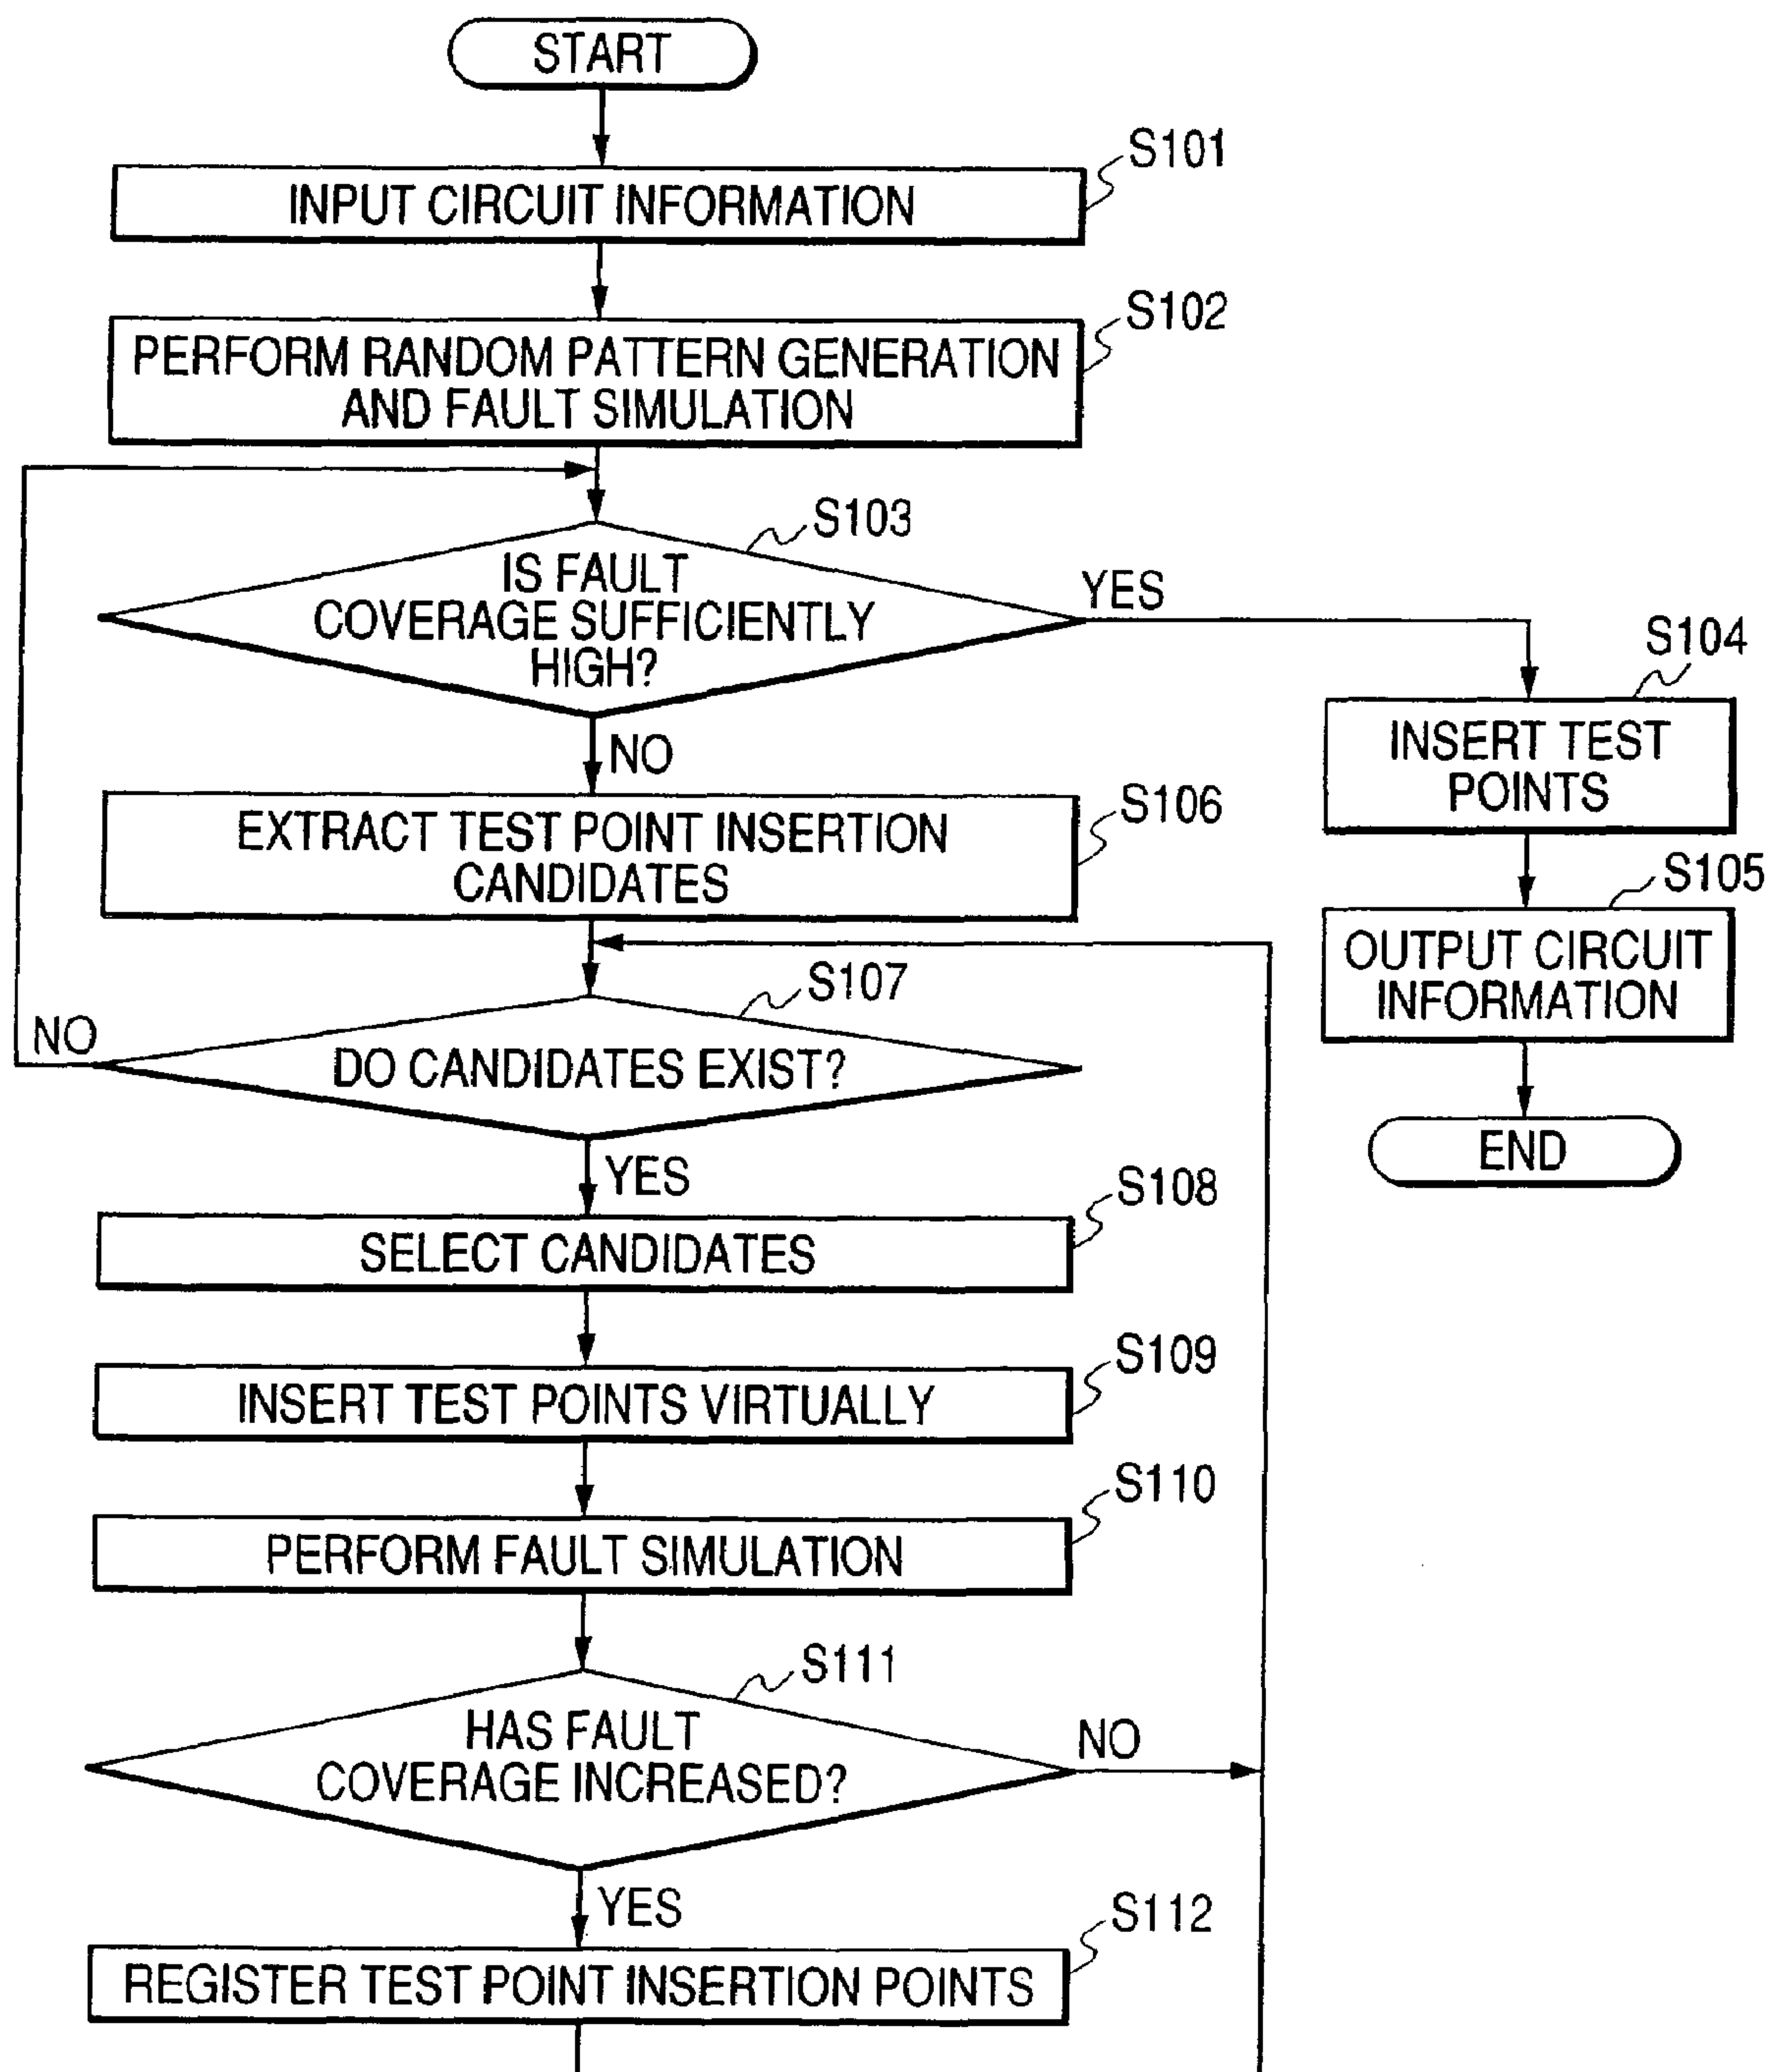 START
S101
INPUT CIRCUIT INFORMATION
S102
PERFORM RANDOM PATTERN GENERATION
AND FAULT SIMULATION
S103
IS FAULT
COVERAGE SUFFICIENTLY
HIGH?
YES
NO
S104
INSERT TEST
POINTS
S105
OUTPUT CIRCUIT
INFORMATION
END
S106
EXTRACT TEST POINT INSERTION
CANDIDATES
S107
DO CANDIDATES EXIST?
NO
YES
S108
SELECT CANDIDATES
S109
INSERT TEST POINTS VIRTUALLY
S110
PERFORM FAULT SIMULATION
S111
HAS FAULT
COVERAGE INCREASED?
NO
YES
S112
REGISTER TEST POINT INSERTION POINTS